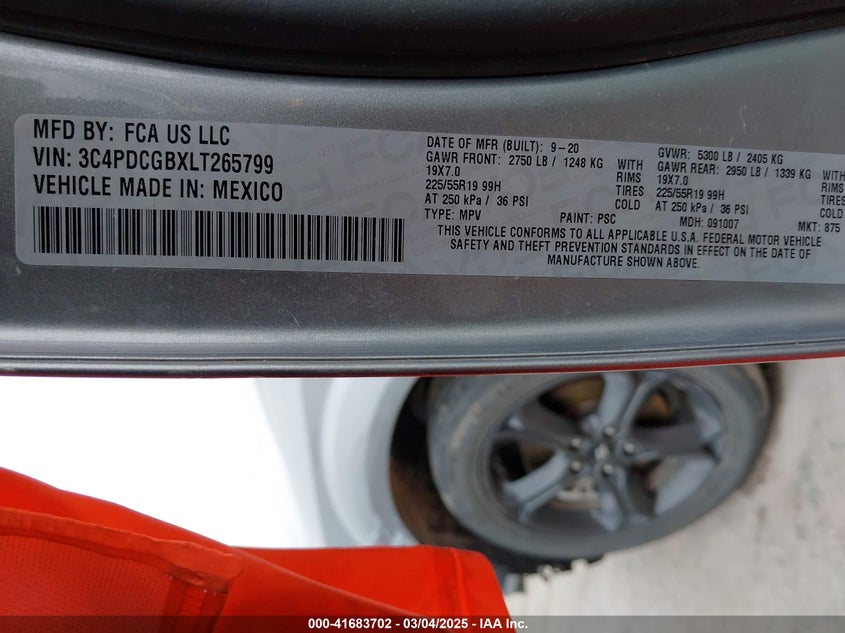 MFD BY: FCA US LLC
VIN: 3C4PDCGBXLT265799
VEHICLE MADE IN: MEXICO
DATE OF MFR (BUILT): 9-20
GVWR: 5300 LB / 2405 KG
GAWR FRONT: 2750 LB / 1248 KG
GAWR REAR: 2950 LB / 1339 KG
19X7.0 RIMS 19X7.0 RIMS
225/55R19 99H TIRES 225/55R19 99H TIRES
AT 250 kPa / 36 PSI COLD AT 250 kPa / 36 PSI COLD
TYPE: MPV PAINT: PSC MDH: 091007 MKT: 875
THIS VEHICLE CONFORMS TO ALL APPLICABLE U.S.A. FEDERAL MOTOR VEHICLE
SAFETY AND THEFT PREVENTION STANDARDS IN EFFECT ON THE DATE OF
MANUFACTURE SHOWN ABOVE.
000-41683702 - 03/04/2025 - IAA Inc.